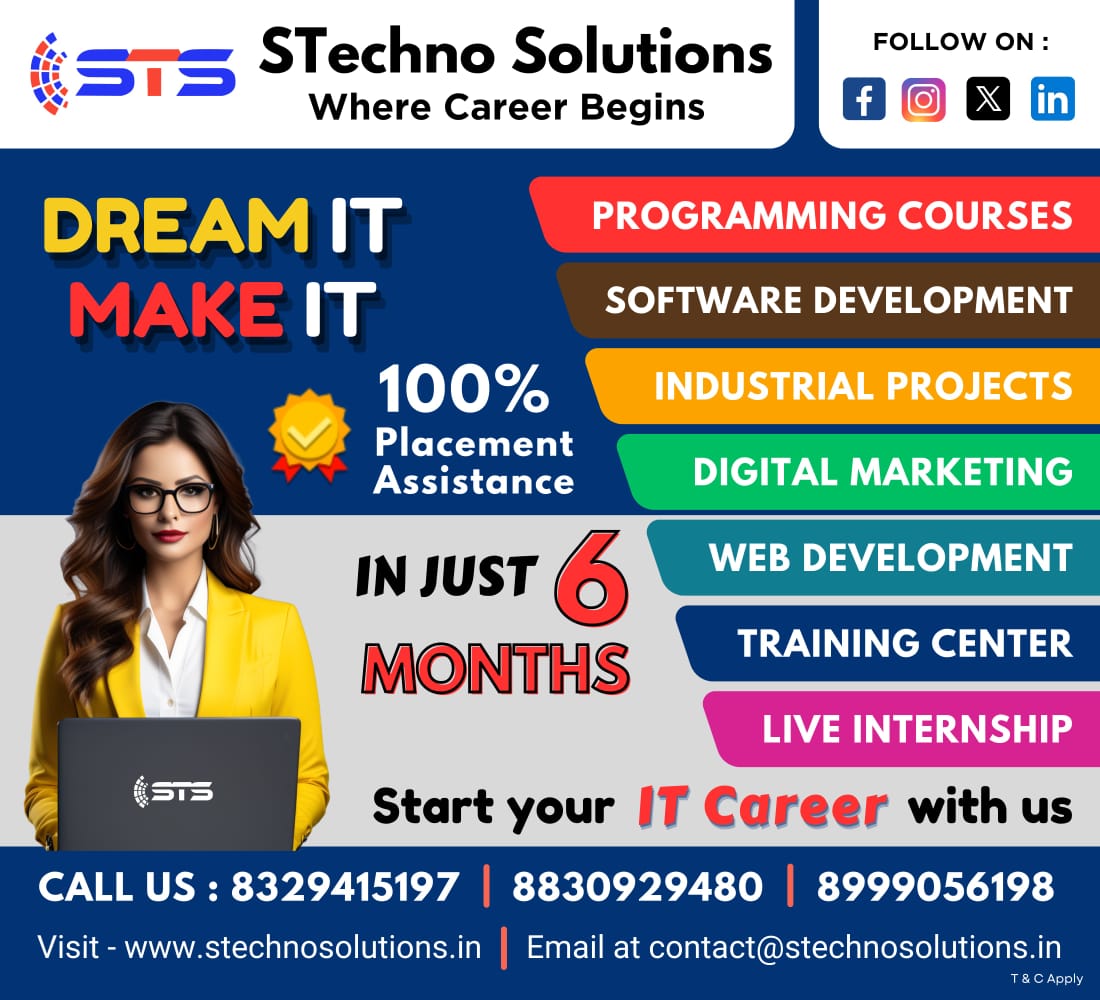 STS
STechno Solutions
Where Career Begins
FOLLOW ON :
DREAM IT
MAKE IT
100%
Placement
Assistance
IN JUST 6
MONTHS
PROGRAMMING COURSES
SOFTWARE DEVELOPMENT
INDUSTRIAL PROJECTS
DIGITAL MARKETING
WEB DEVELOPMENT
TRAINING CENTER
LIVE INTERNSHIP
STS
Start your IT Career with us
CALL US : 8329415197 | 8830929480 | 8999056198
Visit - www.stechnosolutions.in | Email at contact@stechnosolutions.in
T & C Apply